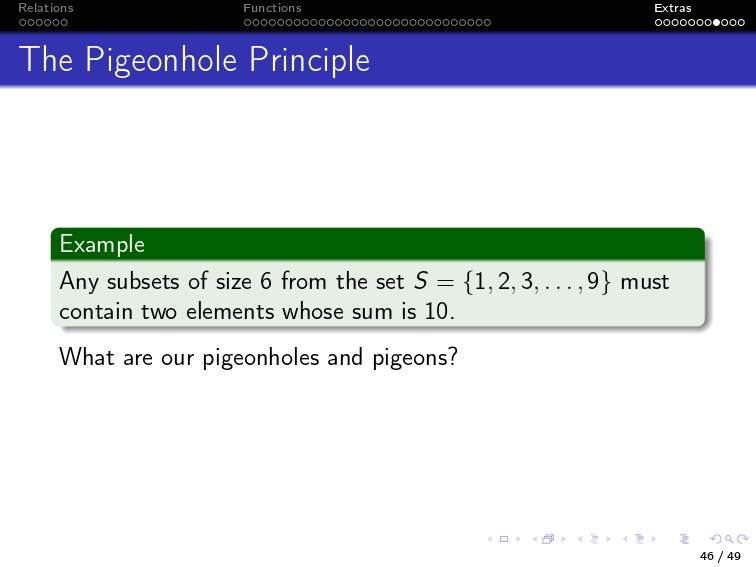 Relations Functions Extras
The Pigeonhole Principle
Example
Any subsets of size 6 from the set S = {1, 2, 3, . . . , 9} must
contain two elements whose sum is 10.
What are our pigeonholes and pigeons?
46 / 49